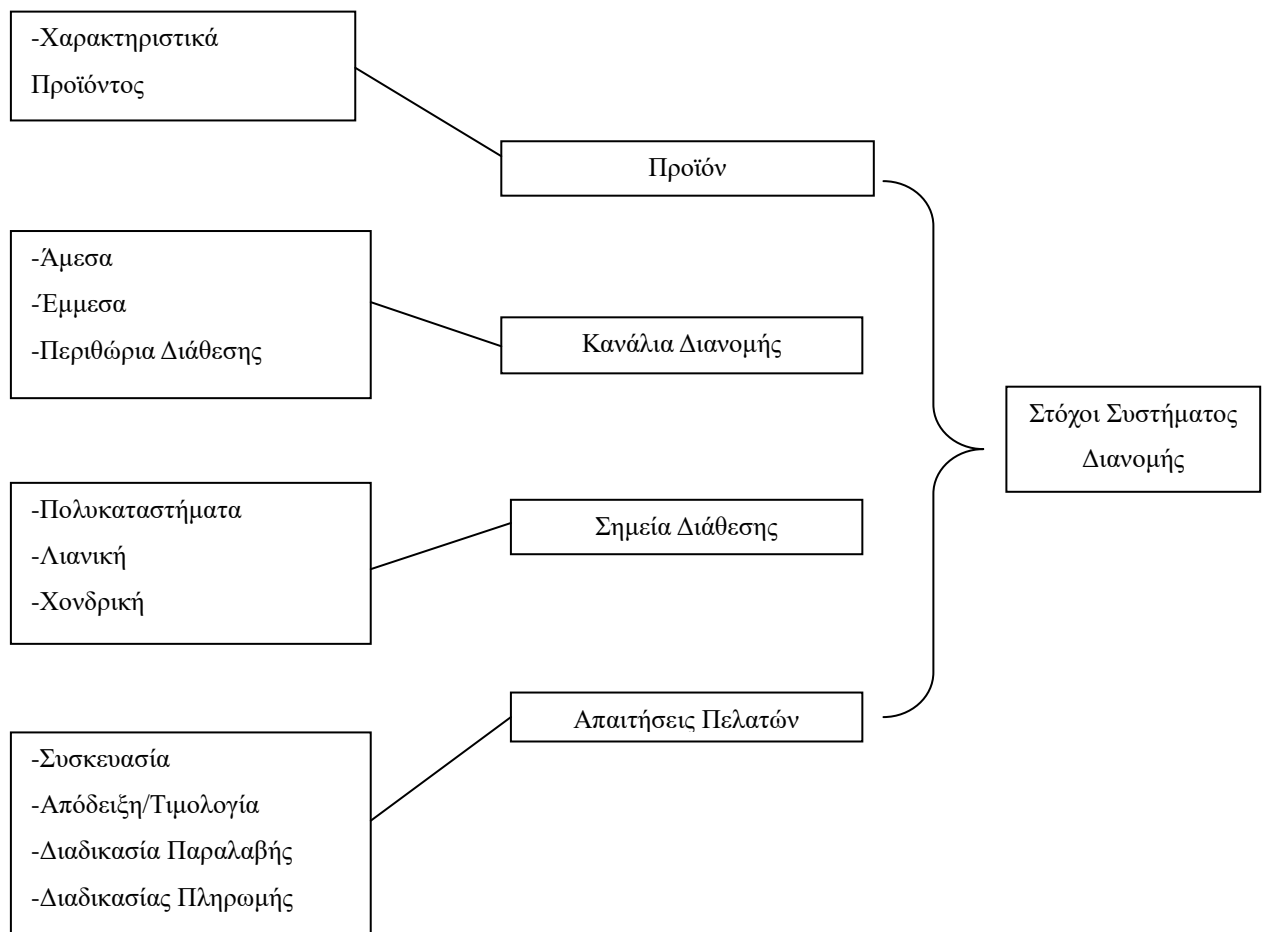 -Χαρακτηριστικά
Προϊόντος
Προϊόν
-Άμεσα
-Έμμεσα
-Περιθώρια Διάθεσης
Κανάλια Διανομής
-Πολυκαταστήματα
-Λιανική
-Χονδρική
Σημεία Διάθεσης
-Συσκευασία
-Απόδειξη/Τιμολογία
-Διαδικασία Παραλαβής
-Διαδικασίας Πληρωμής
Απαιτήσεις Πελατών
Στόχοι Συστήματος
Διανομής